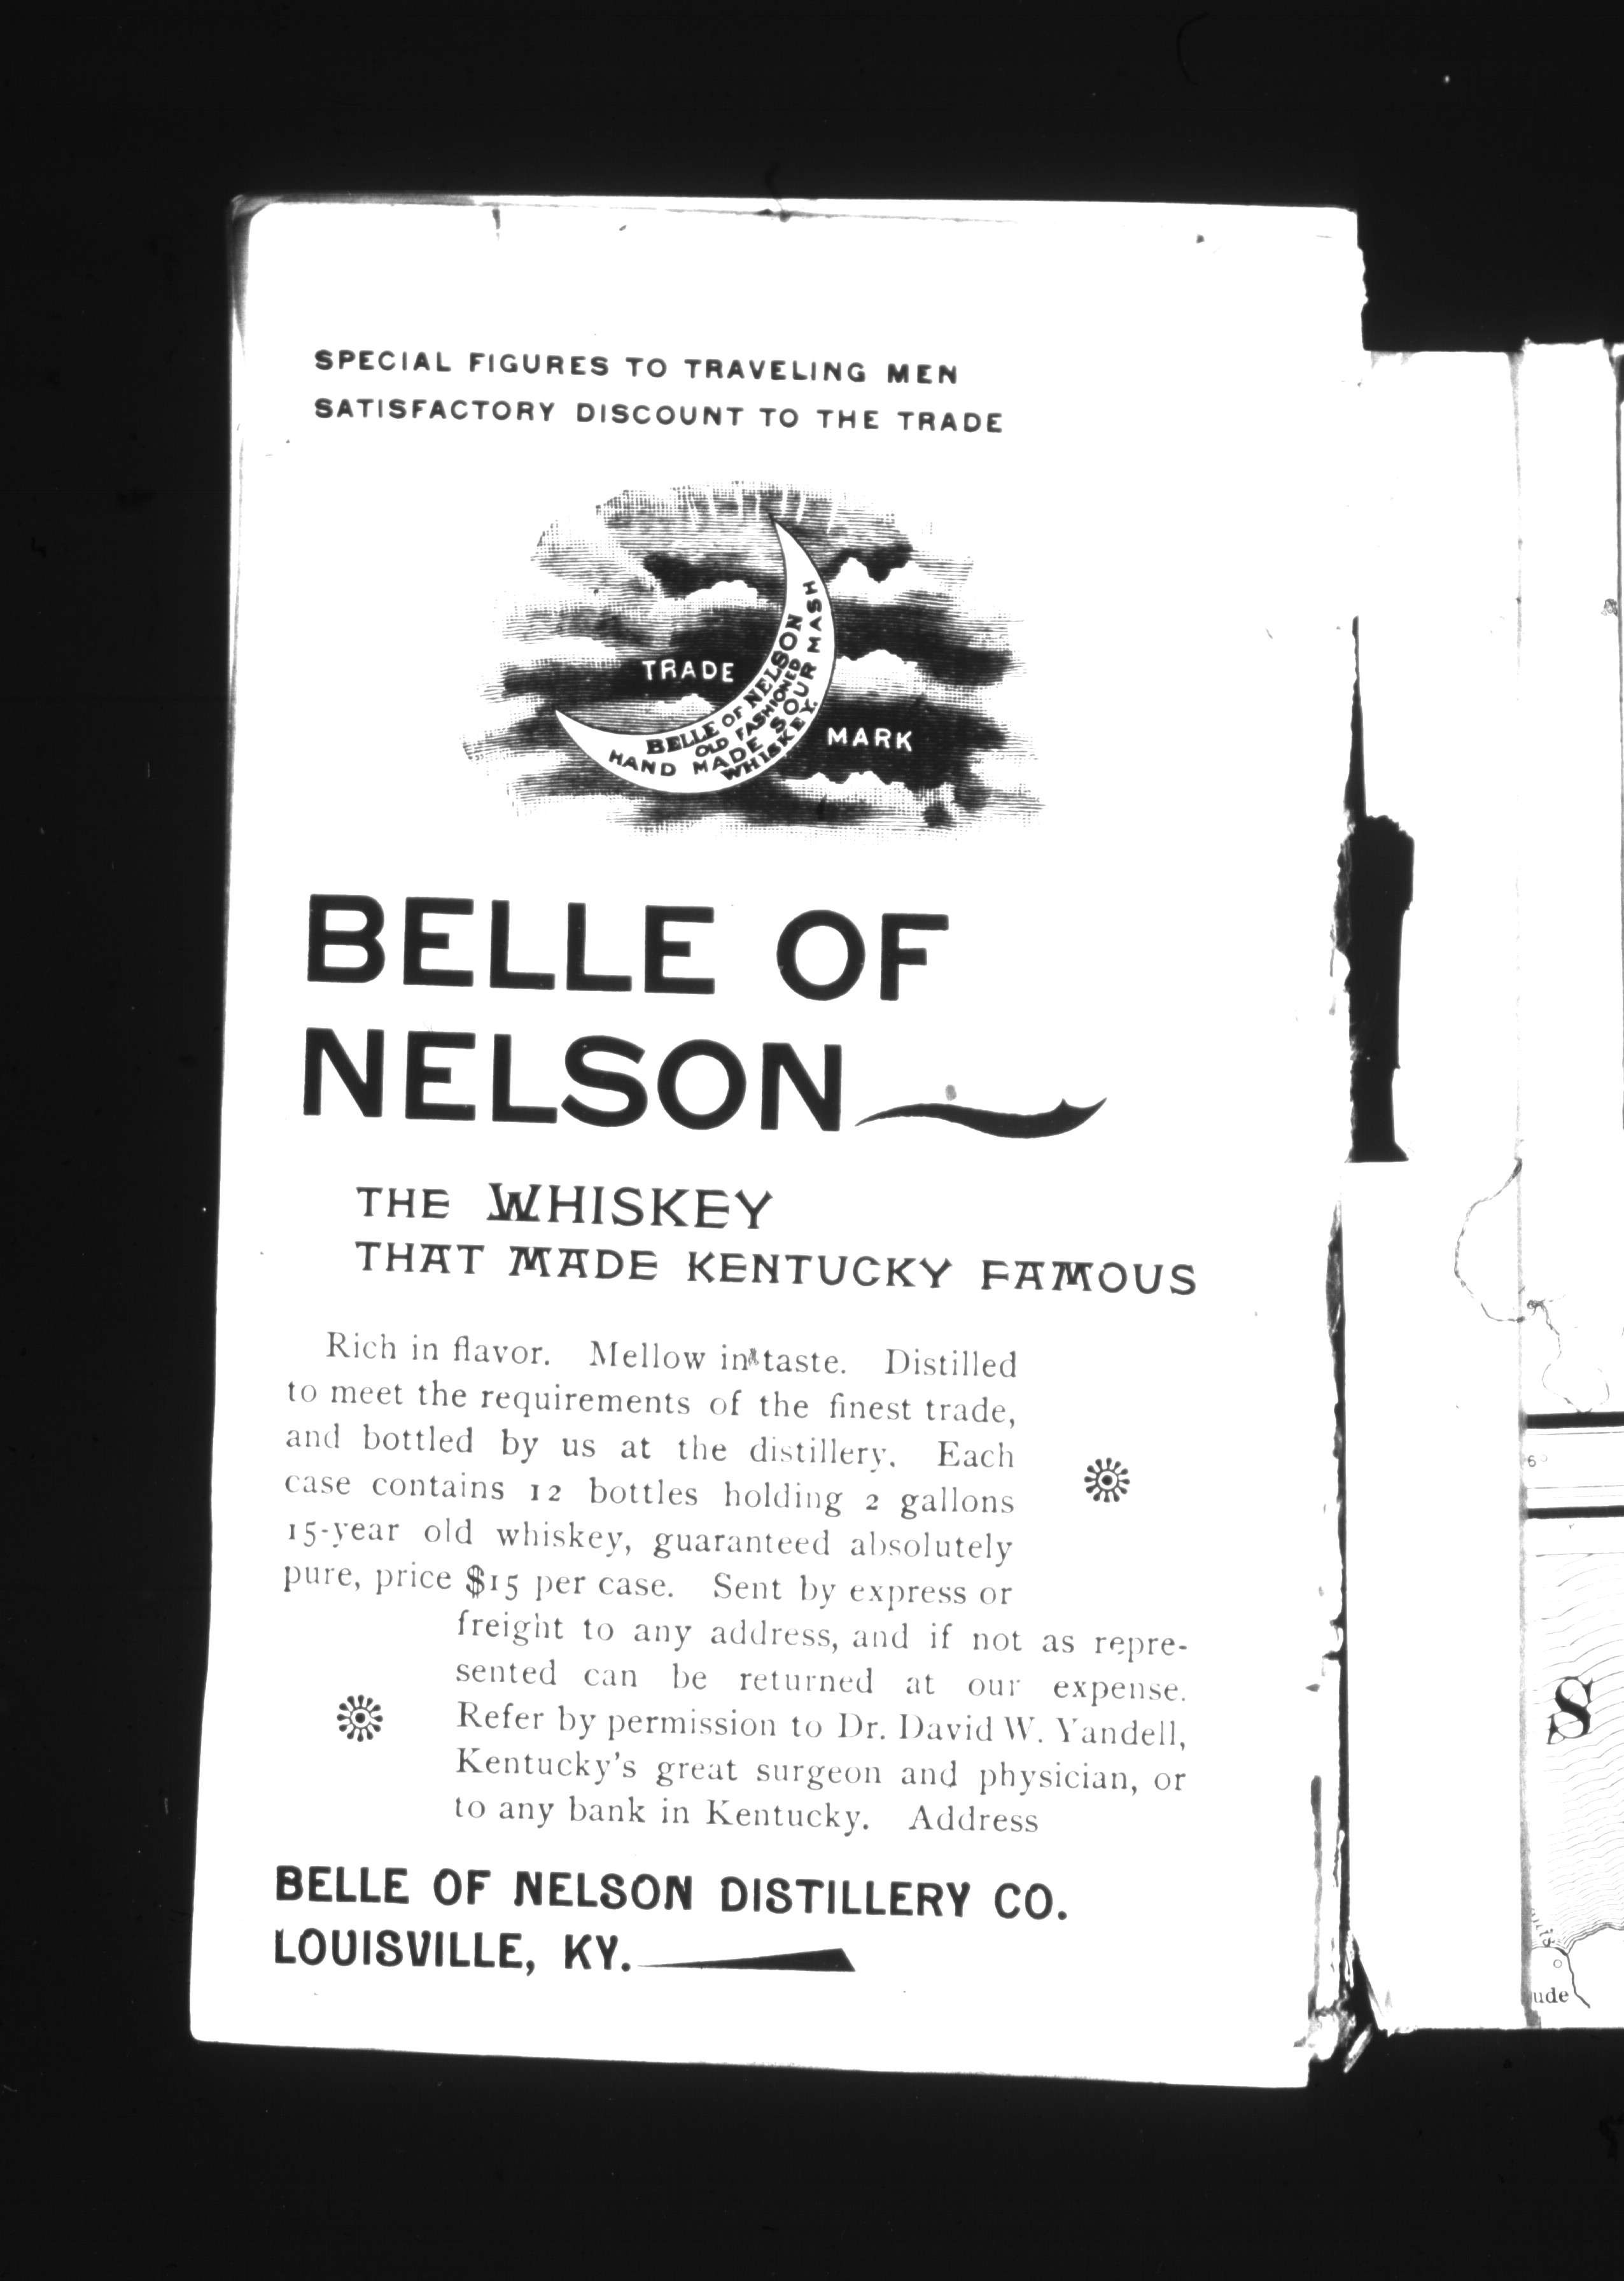 SPECIAL FIGURES TO TRAVELING MEN
SATISFACTORY DISCOUNT TO THE TRADE
TRADE
MARK
BELLE OF NELSON
OLD FASHIONED
HAND MADE SOUR MASH
WHISKEY.
BELLE OF
NELSON
THE WHISKEY
THAT MADE KENTUCKY FAMOUS
Rich in flavor. Mellow in taste. Distilled
to meet the requirements of the finest trade,
and bottled by us at the distillery. Each
case contains 12 bottles holding 2 gallons
15-year old whiskey, guaranteed absolutely
pure, price $15 per case. Sent by express or
freight to any address, and if not as repre-
sented can be returned at our expense.
Refer by permission to Dr. David W. Yandell,
Kentucky's great surgeon and physician, or
to any bank in Kentucky. Address
BELLE OF NELSON DISTILLERY CO.
LOUISVILLE, KY.
S
ude